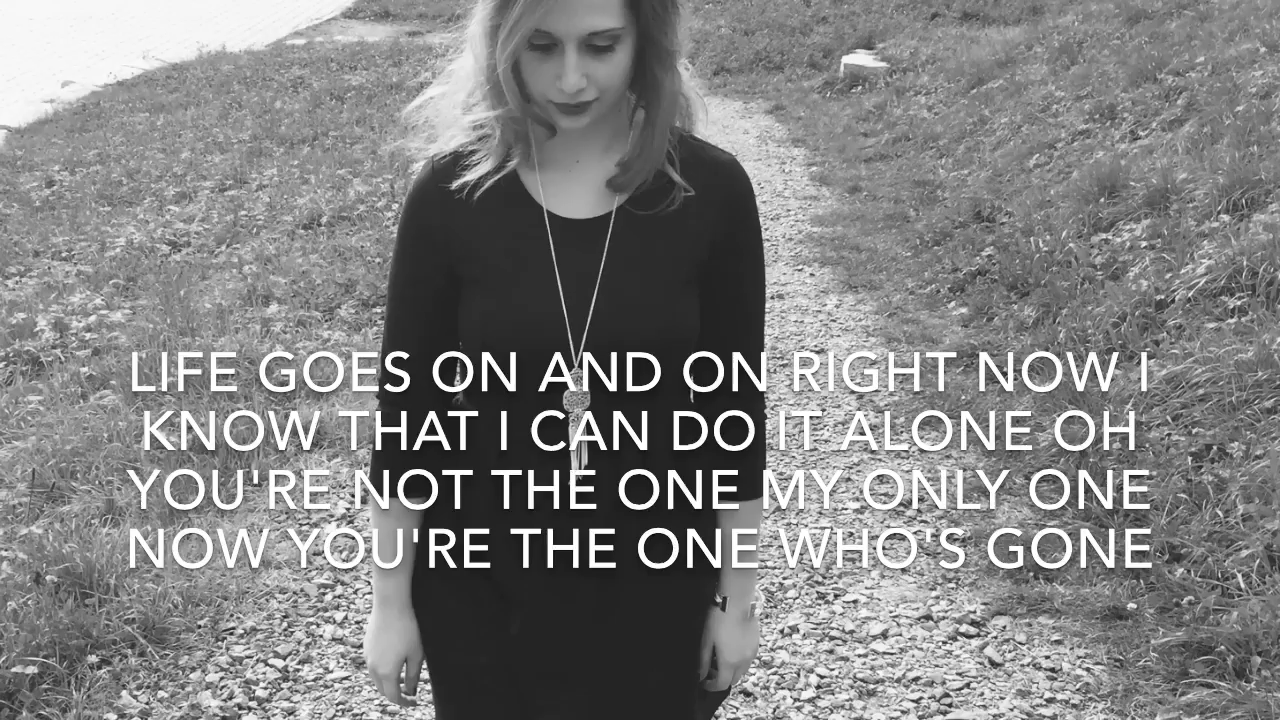 LIFE GOES ON AND ON RIGHT NOW I
KNOW THAT I CAN DO IT ALONE OH
YOU'RE NOT THE ONE MY ONLY ONE
NOW YOU'RE THE ONE WHO'S GONE